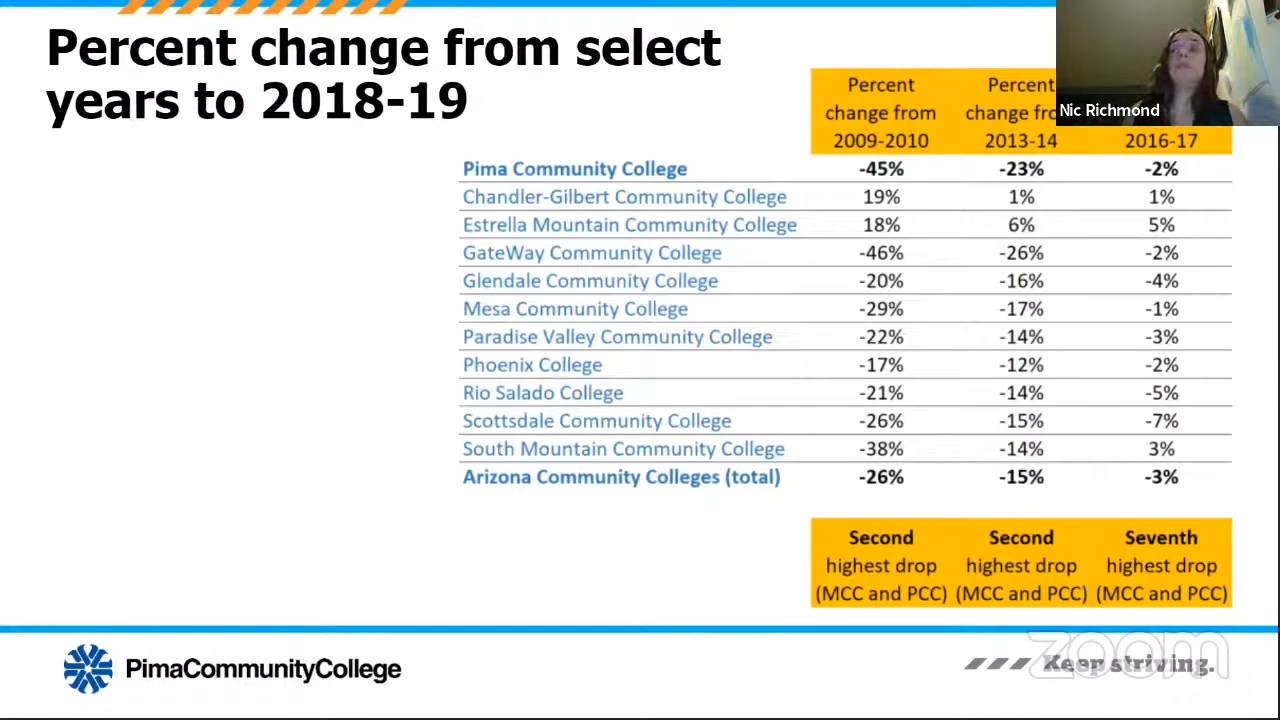 Percent change from select
years to 2018-19
Nic Richmond
Percent change from 2009-2010
Percent change fro 2013-14
2016-17
Pima Community College -45% -23% -2%
Chandler-Gilbert Community College 19% 1% 1%
Estrella Mountain Community College 18% 6% 5%
GateWay Community College -46% -26% -2%
Glendale Community College -20% -16% -4%
Mesa Community College -29% -17% -1%
Paradise Valley Community College -22% -14% -3%
Phoenix College -17% -12% -2%
Rio Salado College -21% -14% -5%
Scottsdale Community College -26% -15% -7%
South Mountain Community College -38% -14% 3%
Arizona Community Colleges (total) -26% -15% -3%
Second Second Seventh
highest drop highest drop highest drop
(MCC and PCC) (MCC and PCC) (MCC and PCC)
PimaCommunityCollege
Keep striving.
zoom